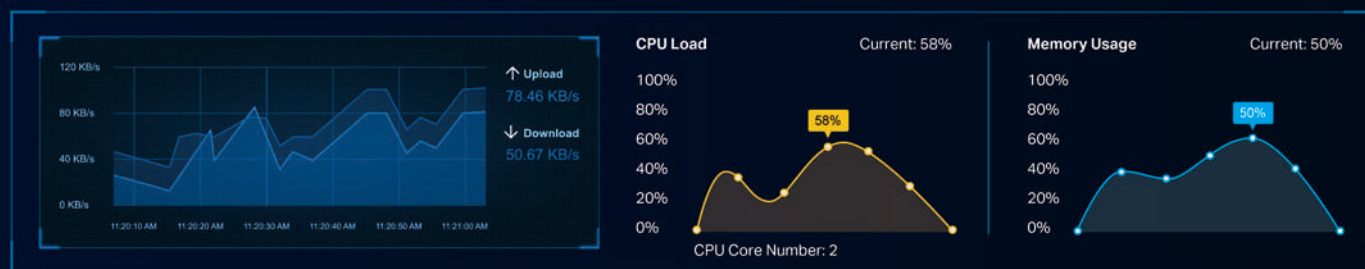 120 KB/s
80 KB/s
40 KB/s
0 KB/s
11:20:10 AM 11:20:20 AM 11:20:30 AM 11:20:40 AM 11:20:50 AM 11:21:00 AM
↑ Upload
78.46 KB/s
↓ Download
50.67 KB/s
CPU Load Current: 58%
100%
80%
60%
40%
20%
0%
58%
CPU Core Number: 2
Memory Usage Current: 50%
100%
80%
60%
40%
20%
0%
50%